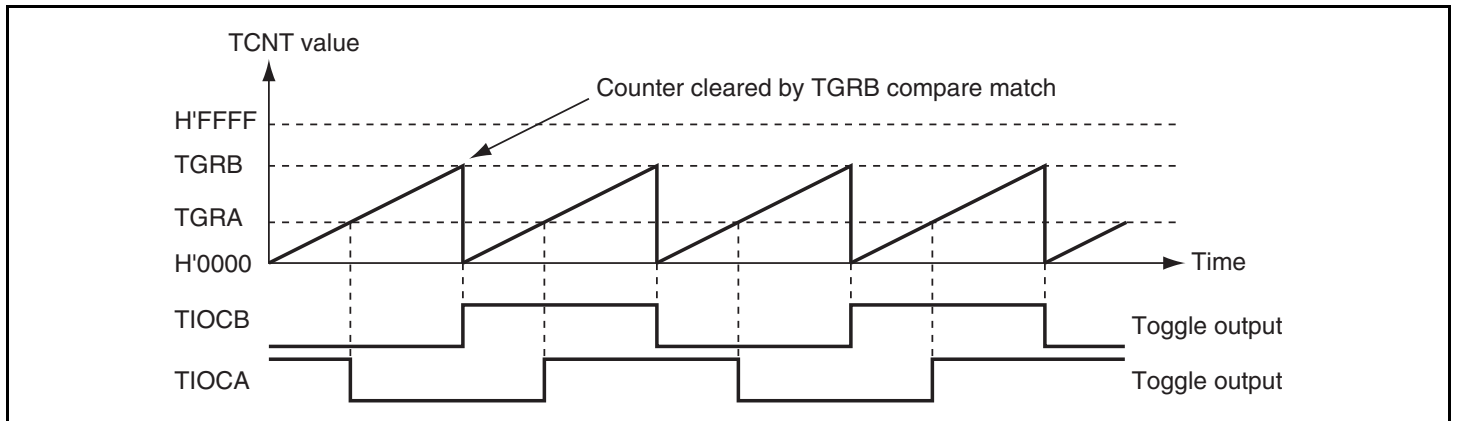 TCNT value
Counter cleared by TGRB compare match
H'FFFF
TGRB
TGRA
H'0000
Time
TIOCB
Toggle output
TIOCA
Toggle output